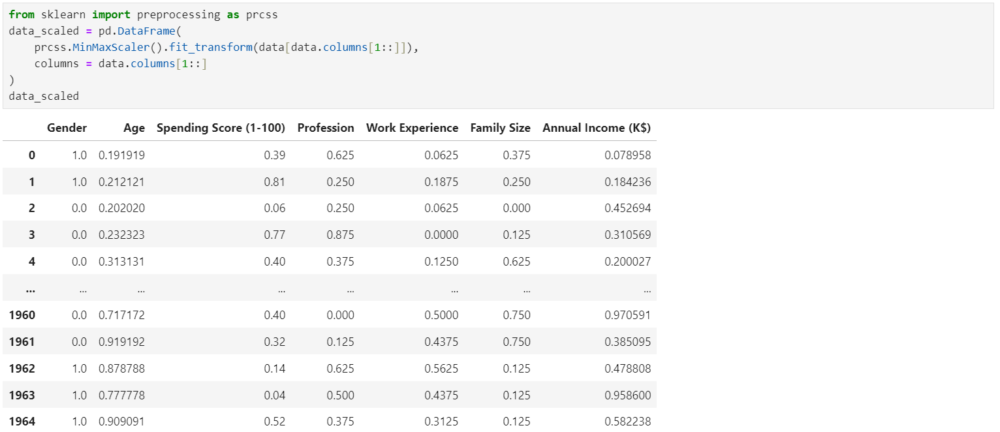 from sklearn import preprocessing as prcss
data_scaled = pd.DataFrame(
    prcss.MinMaxScaler().fit_transform(data[data.columns[1::]]),
    columns = data.columns[1::]
)
data_scaled
Gender Age Spending Score (1-100) Profession Work Experience Family Size Annual Income (K$)
0 1.0 0.191919 0.39 0.625 0.0625 0.375 0.078958
1 1.0 0.212121 0.81 0.250 0.1875 0.250 0.184236
2 0.0 0.202020 0.06 0.250 0.0625 0.000 0.452694
3 0.0 0.232323 0.77 0.875 0.0000 0.125 0.310569
4 0.0 0.313131 0.40 0.375 0.1250 0.625 0.200027
... ... ... ... ... ... ... ...
1960 0.0 0.717172 0.40 0.000 0.5000 0.750 0.970591
1961 0.0 0.919192 0.32 0.125 0.4375 0.750 0.385095
1962 1.0 0.878788 0.14 0.625 0.5625 0.125 0.478808
1963 1.0 0.777778 0.04 0.500 0.4375 0.125 0.958600
1964 1.0 0.909091 0.52 0.375 0.3125 0.125 0.582238